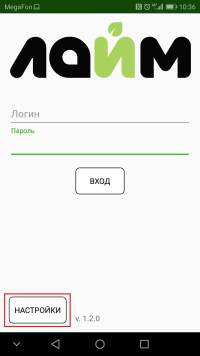 MegaFon
10:36
лайм
Логин
Пароль
ВХОД
НАСТРОЙКИ
v. 1.2.0